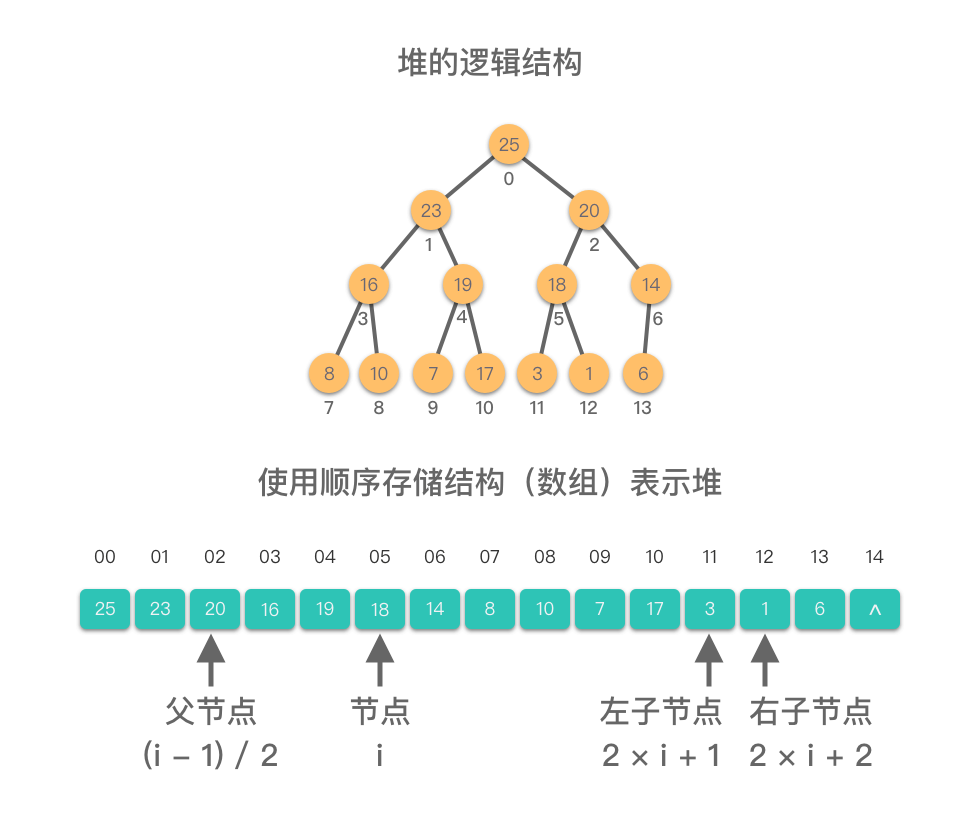 堆的逻辑结构
25
0
23 20
1 2
16 19 18 14
3 4 5 6
8 10 7 17 3 1 6
7 8 9 10 11 12 13
使用顺序存储结构（数组）表示堆
00 01 02 03 04 05 06 07 08 09 10 11 12 13 14
25 23 20 16 19 18 14 8 10 7 17 3 1 6 ^
父节点 节点 左子节点 右子节点
(i – 1) / 2 i 2 × i + 1 2 × i + 2